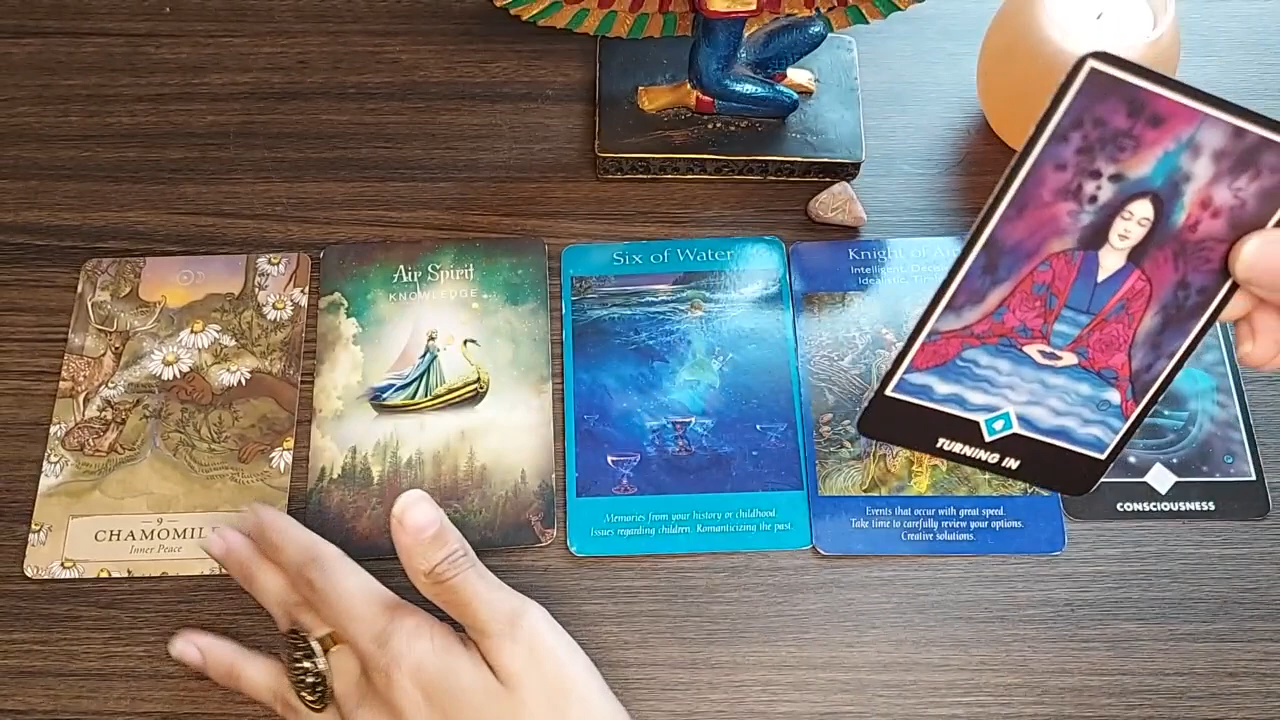 9
CHAMOMILE
Inner Peace
Air Spirit
KNOWLEDGE
Six of Water
Memories from your history or childhood.
Issues regarding children. Romanticizing the past.
Knight of
Intelligent,
Idealistic,
Events that occur with great speed.
Take time to carefully review your options.
Creative solutions.
TURNING IN
CONSCIOUSNESS